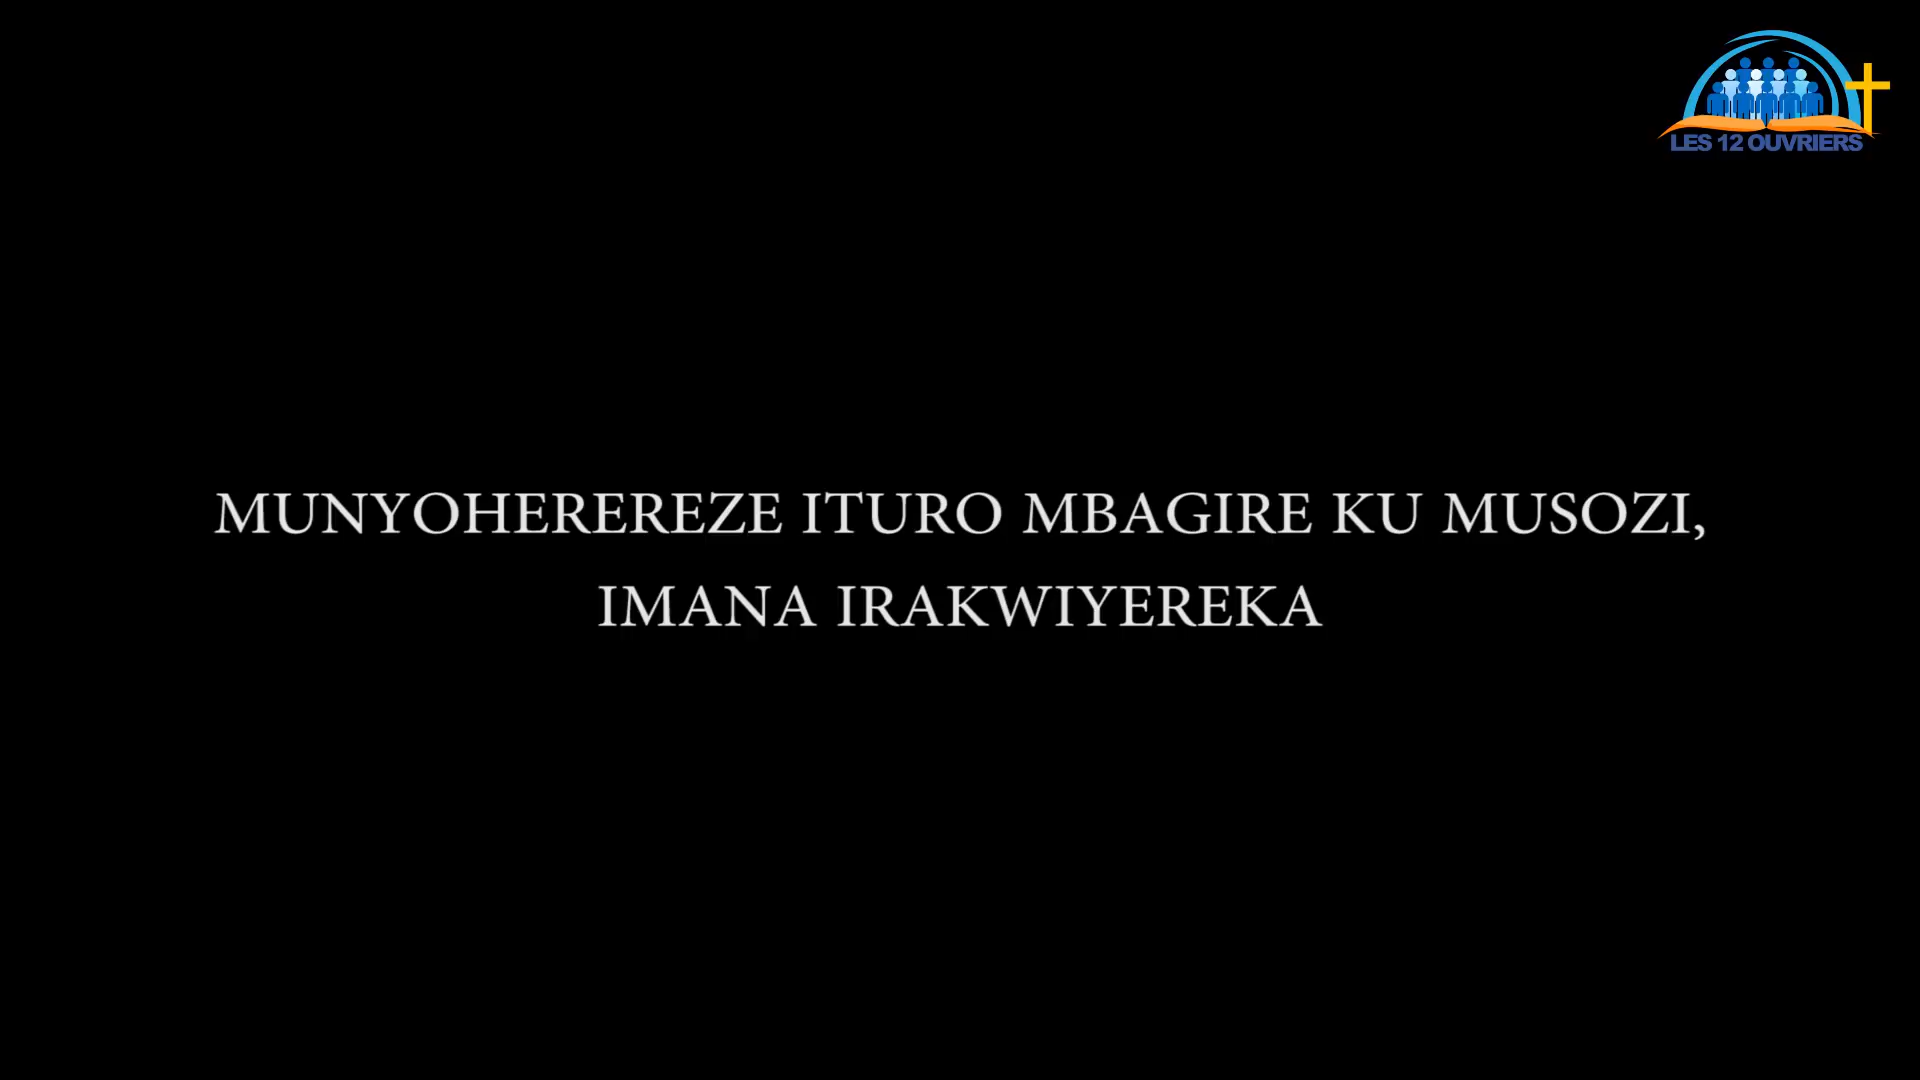 LES 12 OUVRIERS
MUNYOHEREREZE ITURO MBAGIRE KU MUSOZI,
IMANA IRAKWIYEREKA